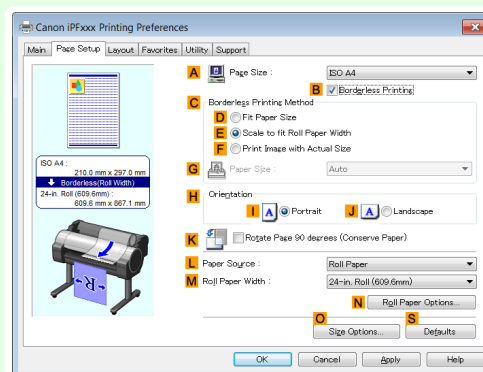 Canon iPFxxx Printing Preferences
Main Page Setup Layout Favorites Utility Support
A Page Size : ISO A4
B Borderless Printing
C Borderless Printing Method
D Fit Paper Size
E Scale to fit Roll Paper Width
F Print Image with Actual Size
G Paper Size : Auto
ISO A4 :
210.0 mm x 297.0 mm
Borderless(Roll Width)
24-in. Roll (609.6mm) :
609.6 mm x 867.1 mm
H Orientation
I A Portrait J A Landscape
K Rotate Page 90 degrees (Conserve Paper)
L Paper Source : Roll Paper
M Roll Paper Width : 24-in. Roll (609.6mm)
N Roll Paper Options...
O Size Options... S Defaults
OK Cancel Apply Help